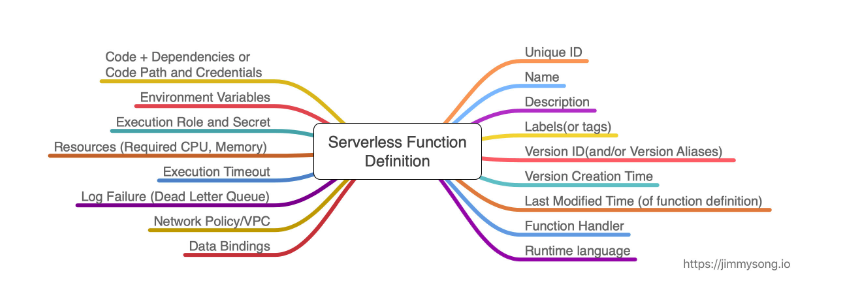 Code + Dependencies or
Code Path and Credentials
Environment Variables
Execution Role and Secret
Resources (Required CPU, Memory)
Execution Timeout
Log Failure (Dead Letter Queue)
Network Policy/VPC
Data Bindings
Serverless Function
Definition
Unique ID
Name
Description
Labels(or tags)
Version ID(and/or Version Aliases)
Version Creation Time
Last Modified Time (of function definition)
Function Handler
Runtime language
https://jimmysong.io